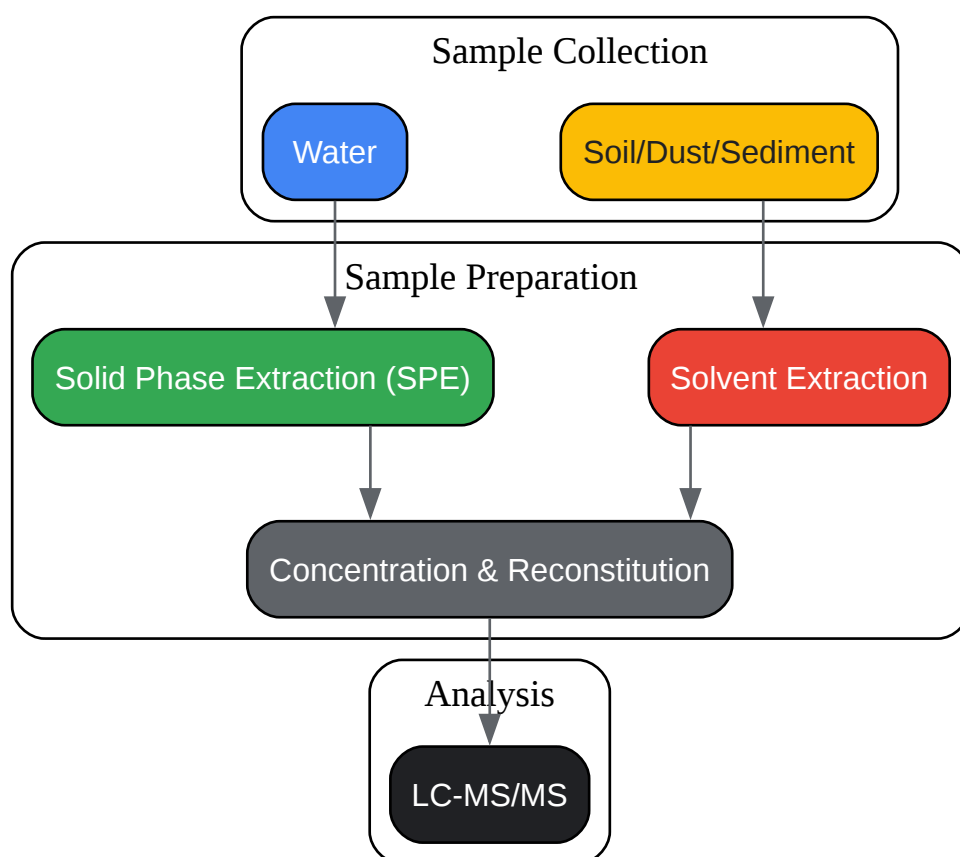 Sample Collection
Water
Soil/Dust/Sediment
Sample Preparation
Solid Phase Extraction (SPE)
Solvent Extraction
Concentration & Reconstitution
Analysis
LC-MS/MS